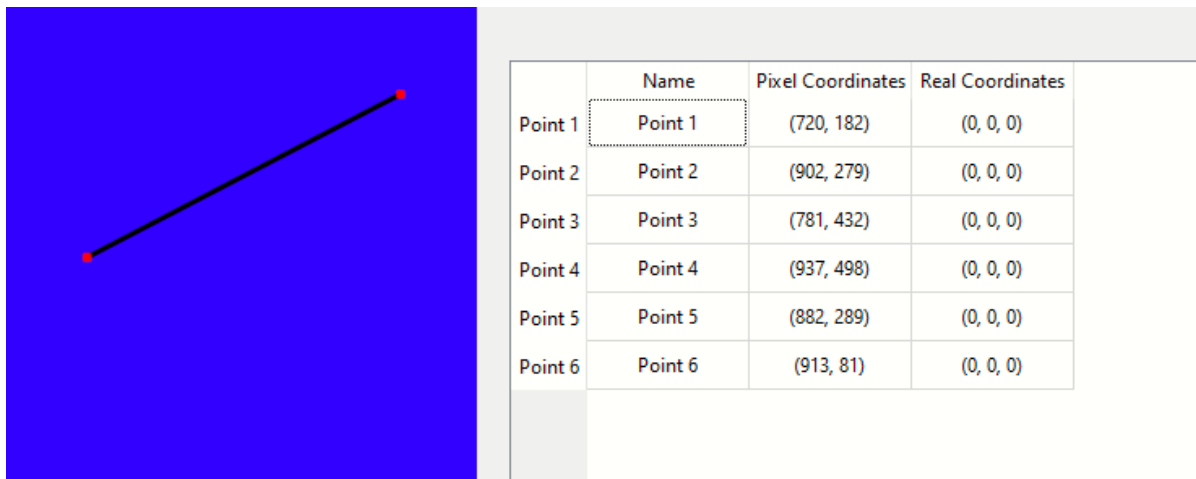 Name Pixel Coordinates Real Coordinates
Point 1 Point 1 (720, 182) (0, 0, 0)
Point 2 Point 2 (902, 279) (0, 0, 0)
Point 3 Point 3 (781, 432) (0, 0, 0)
Point 4 Point 4 (937, 498) (0, 0, 0)
Point 5 Point 5 (882, 289) (0, 0, 0)
Point 6 Point 6 (913, 81) (0, 0, 0)